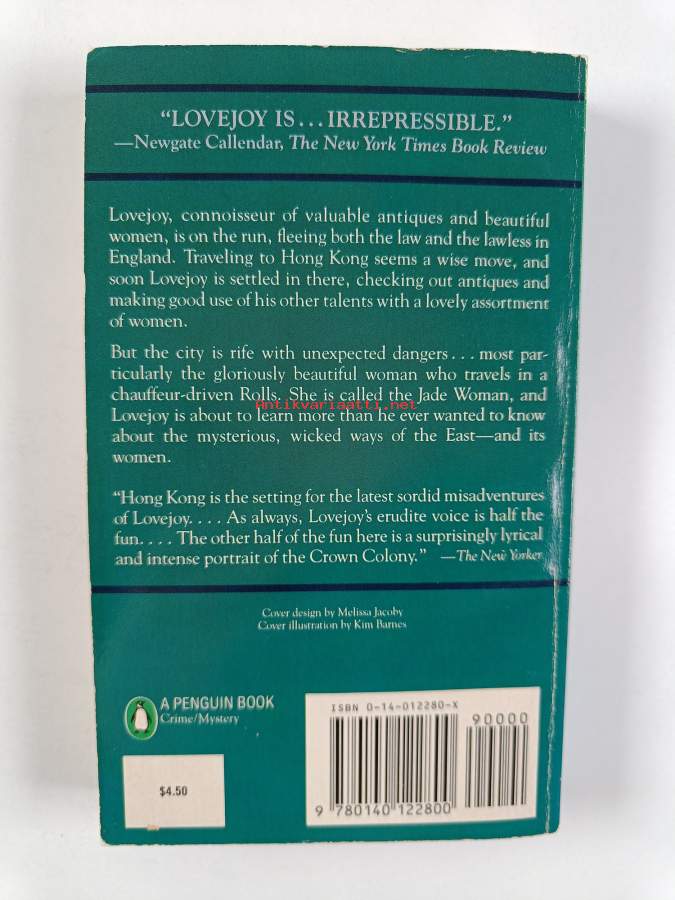 “LOVEJOY IS... IRREPRESSIBLE.”
—Newgate Callendar, The New York Times Book Review
Lovejoy, connoisseur of valuable antiques and beautiful
women, is on the run, fleeing both the law and the lawless in
England. Traveling to Hong Kong seems a wise move, and
soon Lovejoy is settled in there, checking out antiques and
making good use of his other talents with a lovely assortment
of women.
But the city is rife with unexpected dangers... most par-
ticularly the gloriously beautiful woman who travels in a
chauffeur-driven Rolls. She is called the Jade Woman, and
Antikvariaatti.net
Lovejoy is about to learn more than he ever wanted to know
about the mysterious, wicked ways of the East—and its
women.
“Hong Kong is the setting for the latest sordid misadventures
of Lovejoy.... As always, Lovejoy's erudite voice is half the
fun.... The other half of the fun here is a surprisingly lyrical
and intense portrait of the Crown Colony.” —The New Yorker
Cover design by Melissa Jacoby
Cover illustration by Kim Barnes
A PENGUIN BOOK
Crime/Mystery
$4.50
ISBN 0-14-012280-X
90000
9 780140 122800